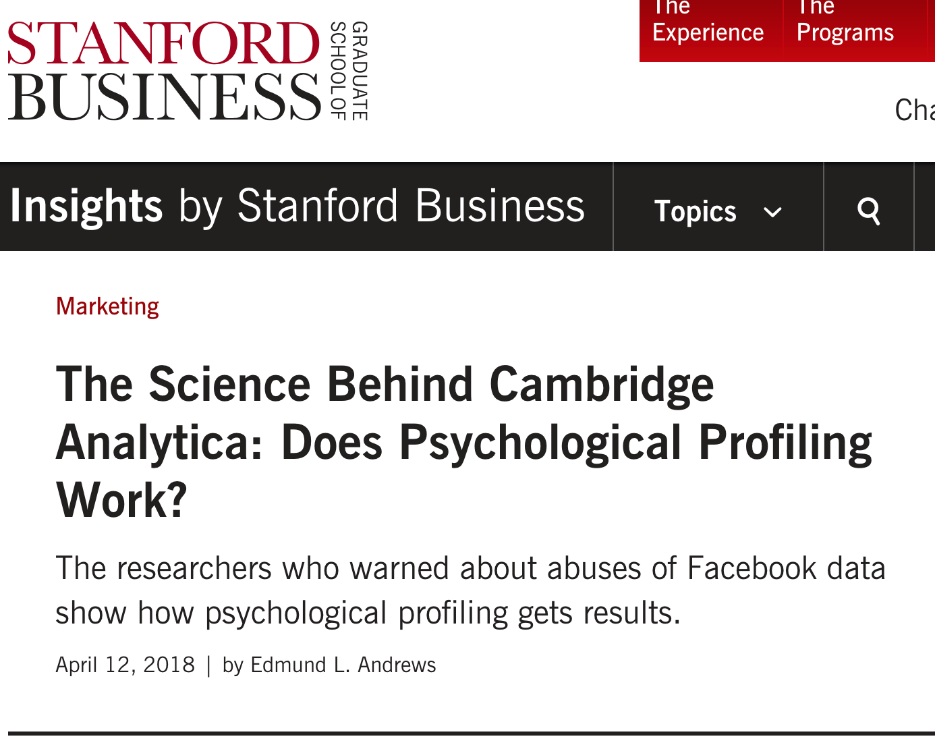 STANFORD
BUSINESS
GRADUATE
SCHOOL OF
The
Experience
The
Programs
Insights by Stanford Business
Topics
Marketing
The Science Behind Cambridge
Analytica: Does Psychological Profiling
Work?
The researchers who warned about abuses of Facebook data
show how psychological profiling gets results.
April 12, 2018 | by Edmund L. Andrews